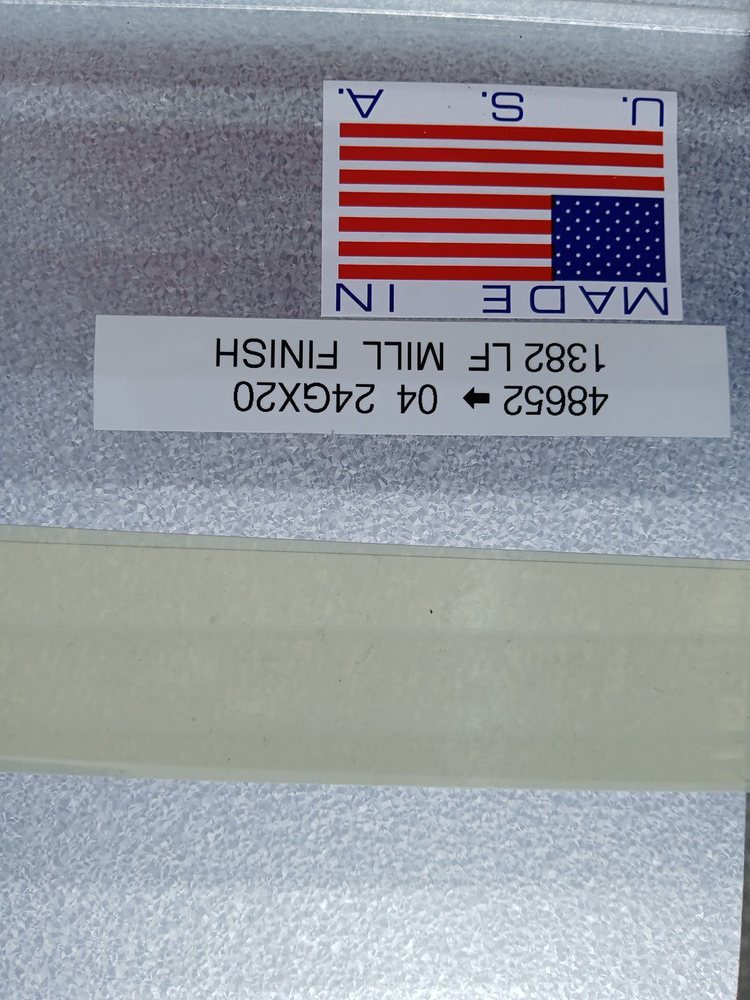 48652 ➡ 04 24GX20
1382 LF MILL FINISH
MADE IN
U. S. A.